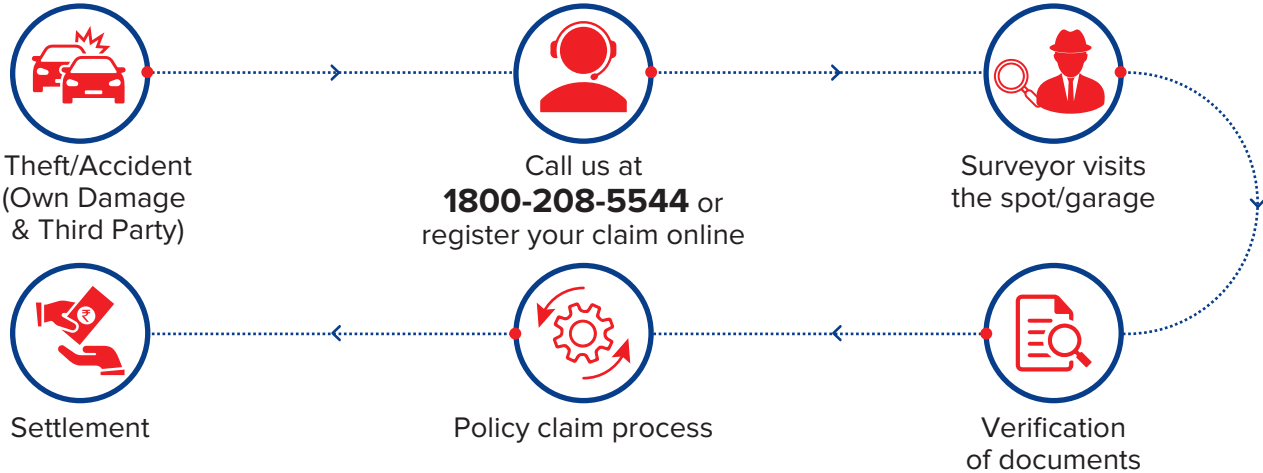 Theft/Accident
(Own Damage
& Third Party)
Call us at
1800-208-5544 or
register your claim online
Surveyor visits
the spot/garage
₹
Settlement
Policy claim process
Verification
of documents